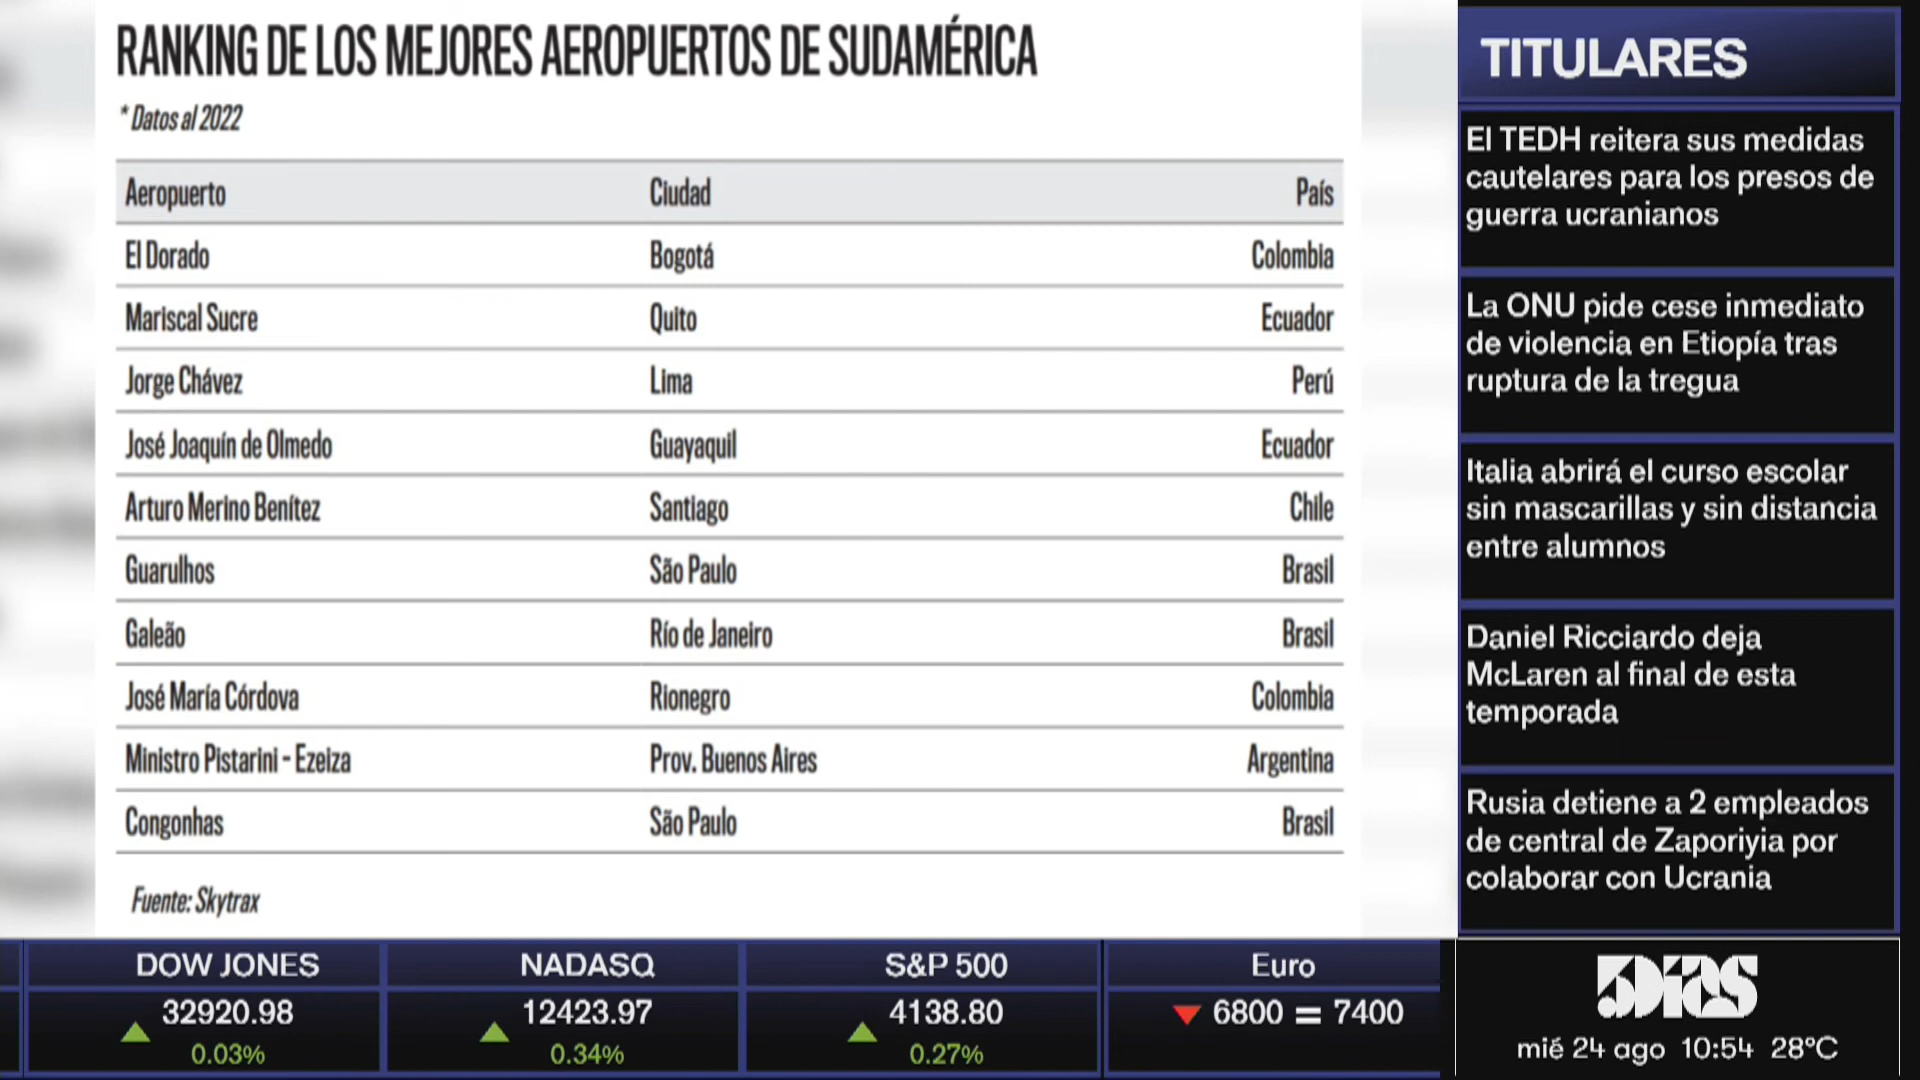 RANKING DE LOS MEJORES AEROPUERTOS DE SUDAMÉRICA
* Datos al 2022
Aeropuerto Ciudad País
El Dorado Bogotá Colombia
Mariscal Sucre Quito Ecuador
Jorge Chávez Lima Perú
José Joaquín de Olmedo Guayaquil Ecuador
Arturo Merino Benítez Santiago Chile
Guarulhos São Paulo Brasil
Galeão Río de Janeiro Brasil
José María Córdova Rionegro Colombia
Ministro Pistarini - Ezeiza Prov. Buenos Aires Argentina
Congonhas São Paulo Brasil
Fuente: Skytrax
TITULARES
El TEDH reitera sus medidas
cautelares para los presos de
guerra ucranianos
La ONU pide cese inmediato
de violencia en Etiopía tras
ruptura de la tregua
Italia abrirá el curso escolar
sin mascarillas y sin distancia
entre alumnos
Daniel Ricciardo deja
McLaren al final de esta
temporada
Rusia detiene a 2 empleados
de central de Zaporiyia por
colaborar con Ucrania
DOW JONES NADASQ S&P 500 Euro
32920.98 12423.97 4138.80 6800 = 7400
0.03% 0.34% 0.27%
5Días
mié 24 ago 10:54 28°C